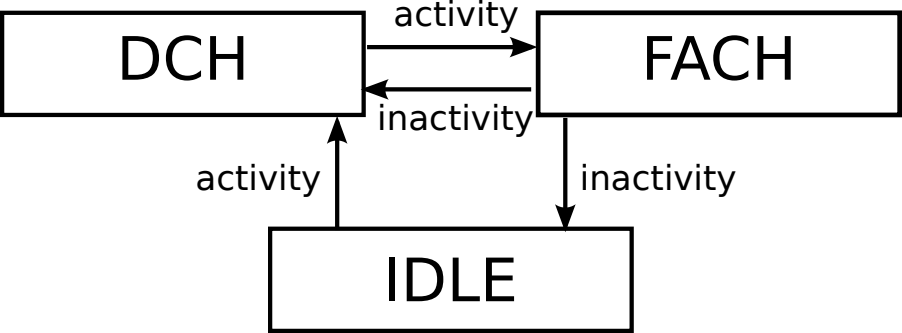 activity
DCH
FACH
inactivity
activity
inactivity
IDLE